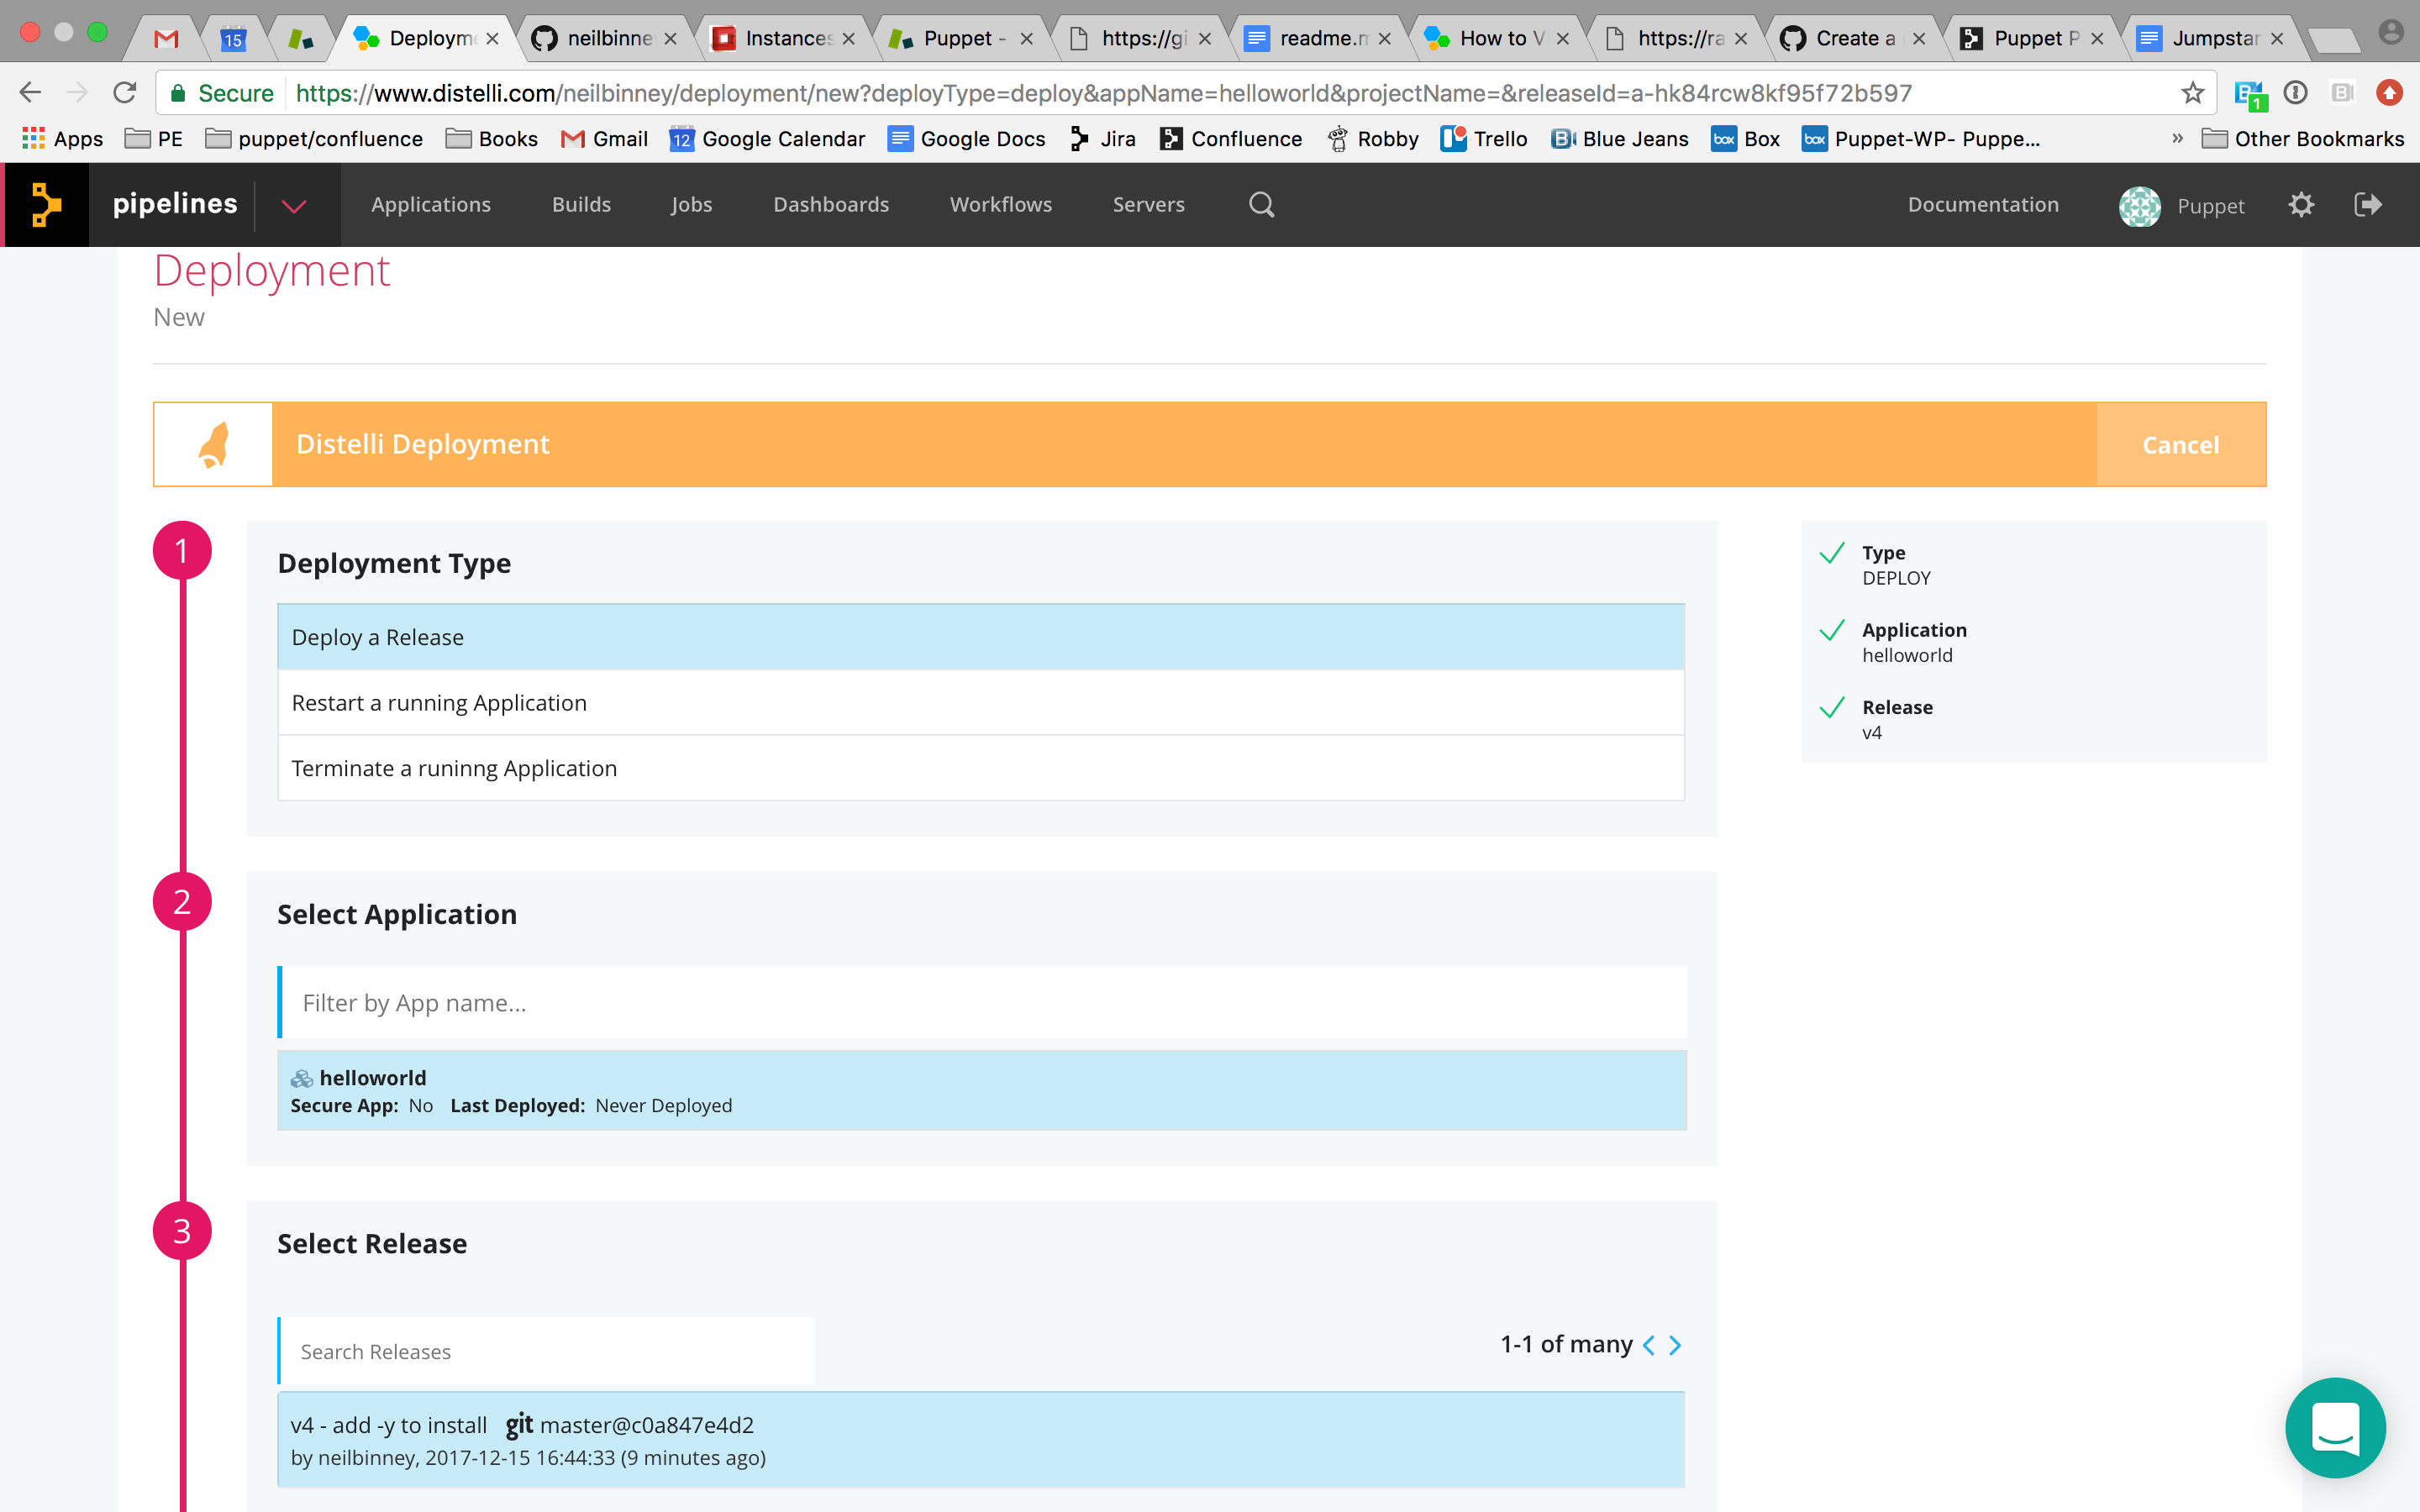 15 Deployme neilbinne Instances Puppet - https://gi readme.m How to V https://ra Create a Puppet P Jumpstar
Secure https://www.distelli.com/neilbinney/deployment/new?deployType=deploy&appName=helloworld&projectName=&releaseId=a-hk84rcw8kf95f72b597 1
Apps PE puppet/confluence Books Gmail 12 Google Calendar Google Docs Jira Confluence Robby Trello Blue Jeans box Box box Puppet-WP- Puppe... » Other Bookmarks
pipelines Applications Builds Jobs Dashboards Workflows Servers Documentation Puppet
Deployment
New
Distelli Deployment Cancel
1
Deployment Type
Deploy a Release
Restart a running Application
Terminate a runinng Application
Type
DEPLOY
Application
helloworld
Release
v4
2
Select Application
Filter by App name...
helloworld
Secure App: No Last Deployed: Never Deployed
3
Select Release
Search Releases
1-1 of many
v4 - add -y to install git master@c0a847e4d2
by neilbinney, 2017-12-15 16:44:33 (9 minutes ago)